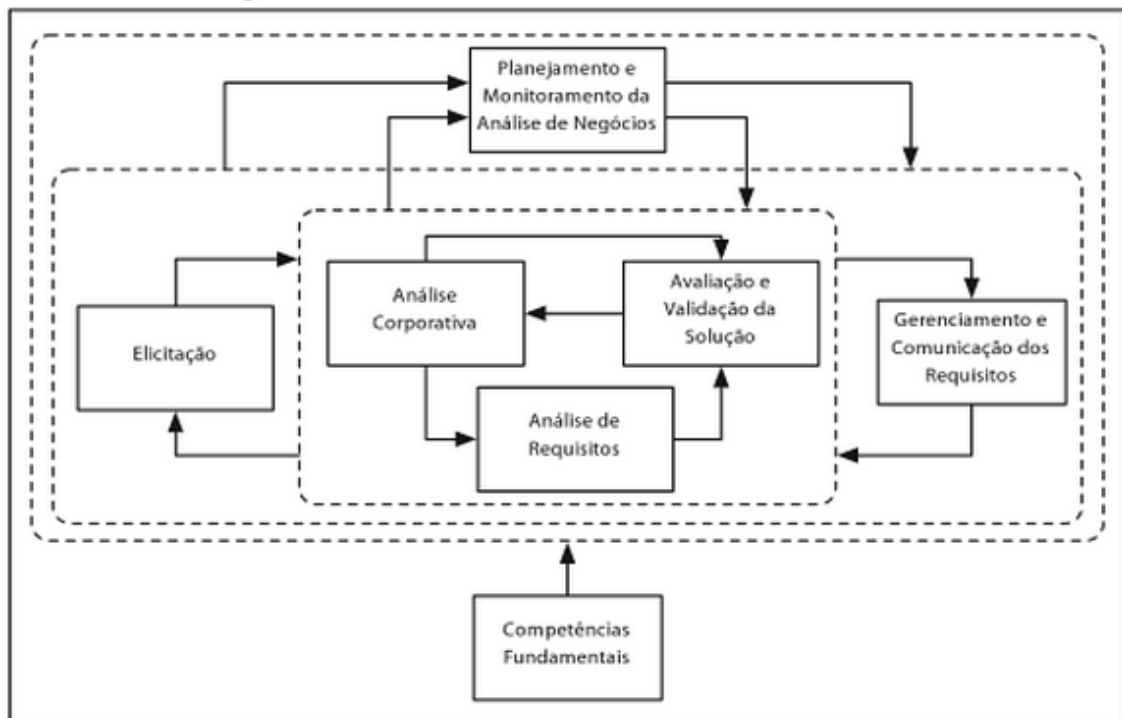 Planejamento e
Monitoramento da
Análise de Negócios
Análise
Corporativa
Avaliação e
Validação da
Solução
Elicitação
Gerenciamento e
Comunicação dos
Requisitos
Análise de
Requisitos
Competências
Fundamentais